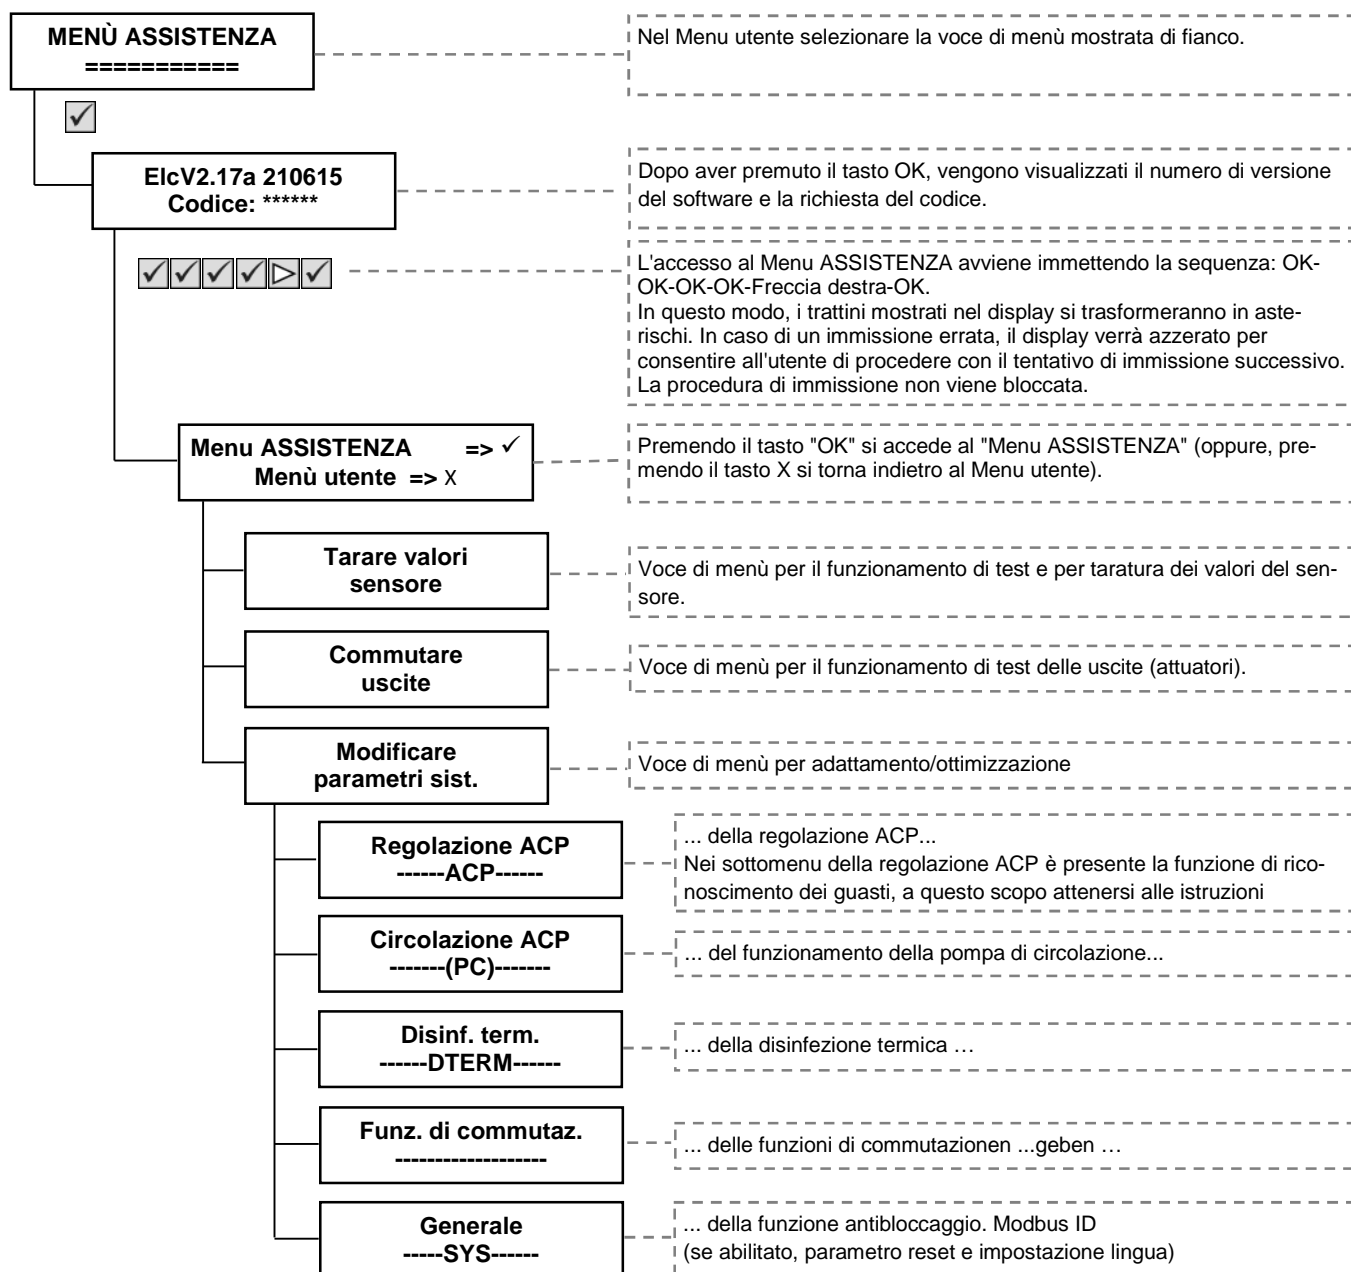 MENÙ ASSISTENZA
===========
Nel Menu utente selezionare la voce di menù mostrata di fianco.
ElcV2.17a 210615
Codice: ******
Dopo aver premuto il tasto OK, vengono visualizzati il numero di versione
del software e la richiesta del codice.
L'accesso al Menu ASSISTENZA avviene immettendo la sequenza: OK-
OK-OK-OK-Freccia destra-OK.
In questo modo, i trattini mostrati nel display si trasformeranno in aste-
rischi. In caso di un immissione errata, il display verrà azzerato per
consentire all'utente di procedere con il tentativo di immissione successivo.
La procedura di immissione non viene bloccata.
Menu ASSISTENZA => ✓
Menù utente => X
Premendo il tasto "OK" si accede al "Menu ASSISTENZA" (oppure, pre-
mendo il tasto X si torna indietro al Menu utente).
Tarare valori
sensore
Voce di menù per il funzionamento di test e per taratura dei valori del sen-
sore.
Commutare
uscite
Voce di menù per il funzionamento di test delle uscite (attuatori).
Modificare
parametri sist.
Voce di menù per adattamento/ottimizzazione
Regolazione ACP
------ACP------
... della regolazione ACP...
Nei sottomenu della regolazione ACP è presente la funzione di rico-
noscimento dei guasti, a questo scopo attenersi alle istruzioni
Circolazione ACP
-------(PC)-------
... del funzionamento della pompa di circolazione...
Disinf. term.
------DTERM------
... della disinfezione termica …
Funz. di commutaz.
-------------------
... delle funzioni di commutazionen ...geben …
Generale
-----SYS------
... della funzione antibloccaggio. Modbus ID
(se abilitato, parametro reset e impostazione lingua)